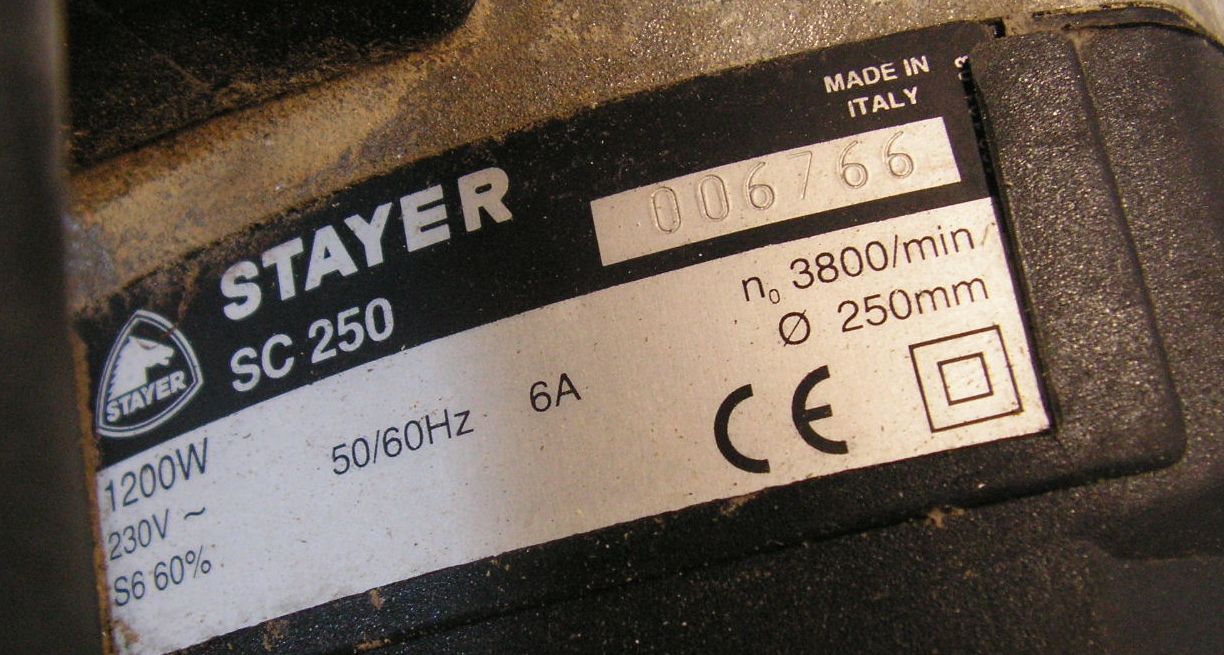 MADE IN
ITALY
006766
STAYER
SC 250
STAYER
n₀ 3800/min
Ø 250mm
1200W 50/60Hz 6A
230V ~
S6 60%
CE